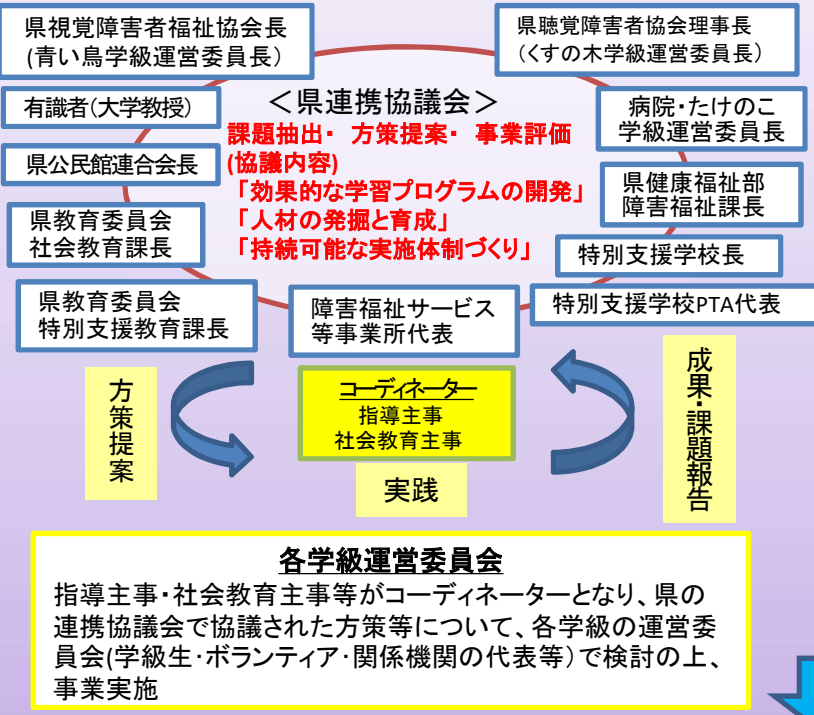 県視覚障害者福祉協会長
(青い鳥学級運営委員長)
県聴覚障害者協会理事長
(くすの木学級運営委員長)
有識者(大学教授)
<県連携協議会>
病院・たけのこ
学級運営委員長
課題抽出・ 方策提案・ 事業評価
(協議内容)
「効果的な学習プログラムの開発」
「人材の発掘と育成」
「持続可能な実施体制づくり」
県公民館連合会長
県健康福祉部
障害福祉課長
県教育委員会
社会教育課長
特別支援学校長
県教育委員会
特別支援教育課長
障害福祉サービス
等事業所代表
特別支援学校PTA代表
方策提案
コーディネーター
指導主事
社会教育主事
実践
成果・課題報告
各学級運営委員会
指導主事・社会教育主事等がコーディネーターとなり、県の
連携協議会で協議された方策等について、各学級の運営委
員会(学級生・ボランティア・関係機関の代表等)で検討の上、
事業実施